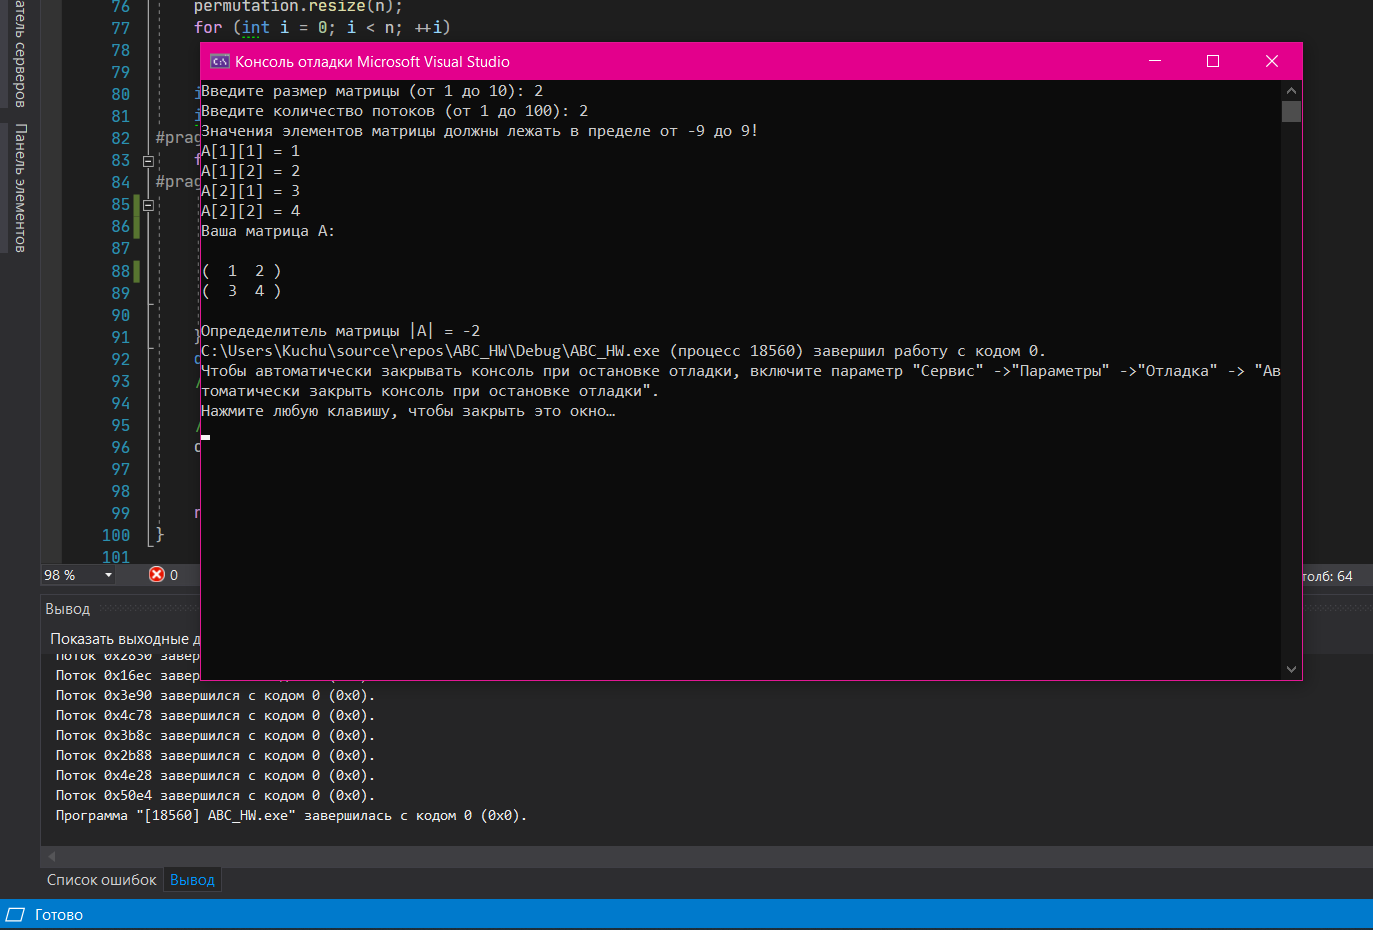 атель серверов
Панель элементов
76 permutation.resize(n);
77 for (int i = 0; i < n; ++i)
78
79
80
81
82 #prag
83
84 #prag
85
86
87
88
89
90
91 }
92
93
94
95
96
97
98
99
100 }
101
Консоль отладки Microsoft Visual Studio
Введите размер матрицы (от 1 до 10): 2
Введите количество потоков (от 1 до 100): 2
Значения элементов матрицы должны лежать в пределе от -9 до 9!
A[1][1] = 1
A[1][2] = 2
A[2][1] = 3
A[2][2] = 4
Ваша матрица A:
( 1 2 )
( 3 4 )
Опредеделитель матрицы |A| = -2
C:\Users\Kuchu\source\repos\ABC_HW\Debug\ABC_HW.exe (процесс 18560) завершил работу с кодом 0.
Чтобы автоматически закрывать консоль при остановке отладки, включите параметр "Сервис" ->"Параметры" ->"Отладка" -> "Ав
томатически закрыть консоль при остановке отладки".
Нажмите любую клавишу, чтобы закрыть это окно…
98 % 0 толб: 64
Вывод
Показать выходные д
Поток 0x2850 завер
Поток 0x16ec завер
Поток 0x3e90 завершился с кодом 0 (0x0).
Поток 0x4c78 завершился с кодом 0 (0x0).
Поток 0x3b8c завершился с кодом 0 (0x0).
Поток 0x2b88 завершился с кодом 0 (0x0).
Поток 0x4e28 завершился с кодом 0 (0x0).
Поток 0x50e4 завершился с кодом 0 (0x0).
Программа "[18560] ABC_HW.exe" завершилась с кодом 0 (0x0).
Список ошибок Вывод
Готово